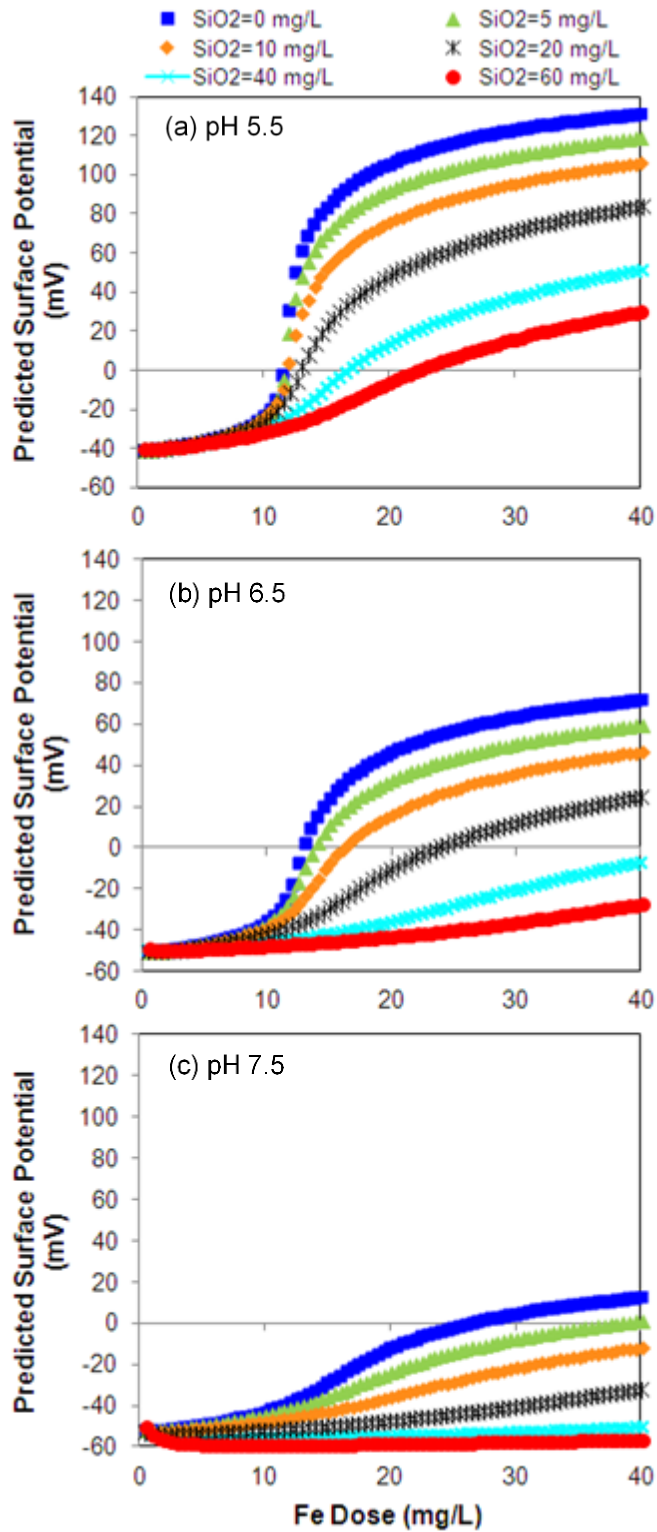 SiO2=0 mg/L SiO2=5 mg/L
SiO2=10 mg/L SiO2=20 mg/L
SiO2=40 mg/L SiO2=60 mg/L
Predicted Surface Potential
(mV)
(a) pH 5.5
140
120
100
80
60
40
20
0
-20
-40
-60
0 10 20 30 40
Predicted Surface Potential
(mV)
(b) pH 6.5
140
120
100
80
60
40
20
0
-20
-40
-60
0 10 20 30 40
Predicted Surface Potential
(mV)
(c) pH 7.5
140
120
100
80
60
40
20
0
-20
-40
-60
0 10 20 30 40
Fe Dose (mg/L)